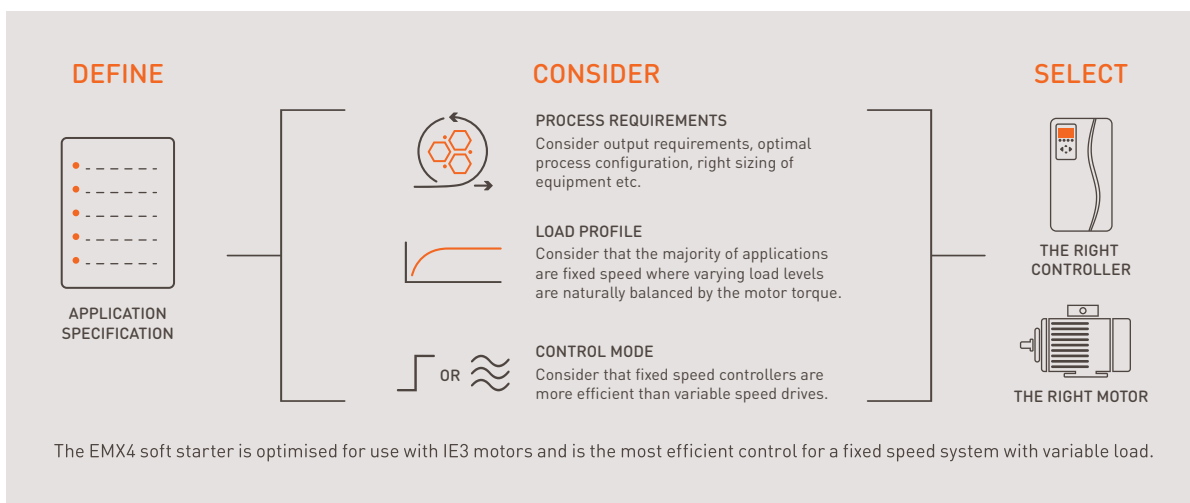 DEFINE
APPLICATION
SPECIFICATION
CONSIDER
PROCESS REQUIREMENTS
Consider output requirements, optimal
process configuration, right sizing of
equipment etc.
LOAD PROFILE
Consider that the majority of applications
are fixed speed where varying load levels
are naturally balanced by the motor torque.
OR
CONTROL MODE
Consider that fixed speed controllers are
more efficient than variable speed drives.
SELECT
THE RIGHT
CONTROLLER
THE RIGHT MOTOR
The EMX4 soft starter is optimised for use with IE3 motors and is the most efficient control for a fixed speed system with variable load.